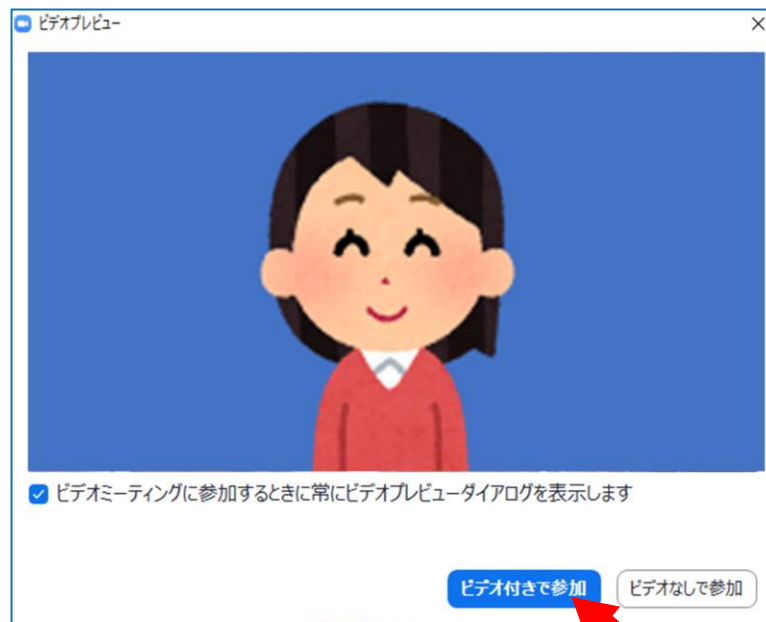 ビデオプレビュー
ビデオミーティングに参加するときに常にビデオプレビューダイアログを表示します
ビデオ付きで参加 ビデオなしで参加